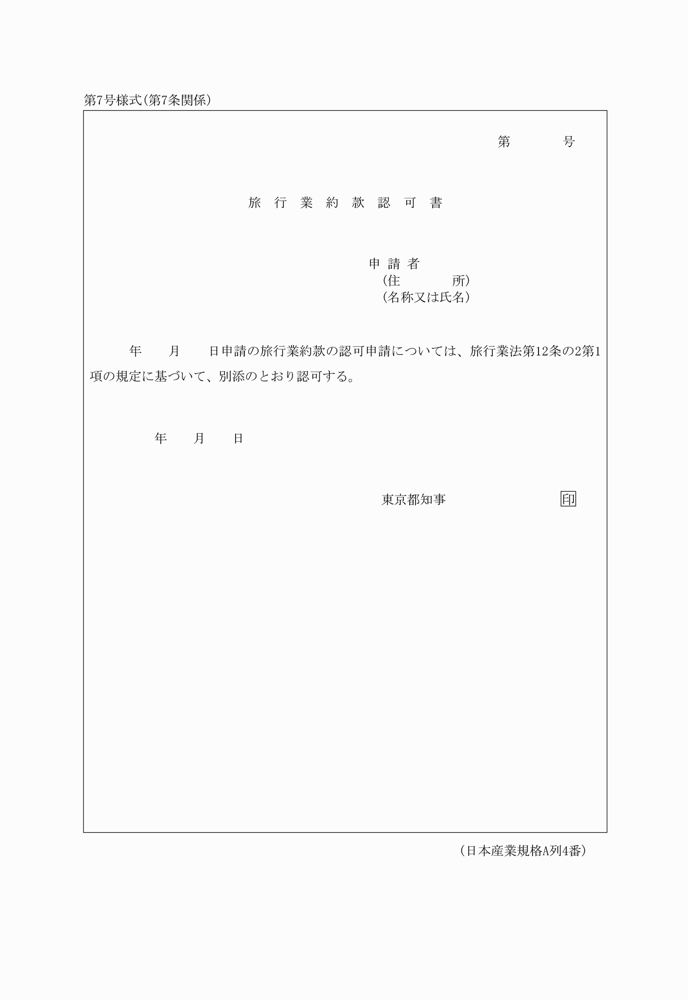 第7号様式(第7条関係)
第　　　　号
旅　行　業　約　款　認　可　書
申　請　者
(住　　　　所)
(名称又は氏名)
年　　月　　日申請の旅行業約款の認可申請については、旅行業法第12条の2第1
項の規定に基づいて、別添のとおり認可する。
年　　月　　日
東京都知事　　　　　　　　　印
(日本産業規格A列4番)